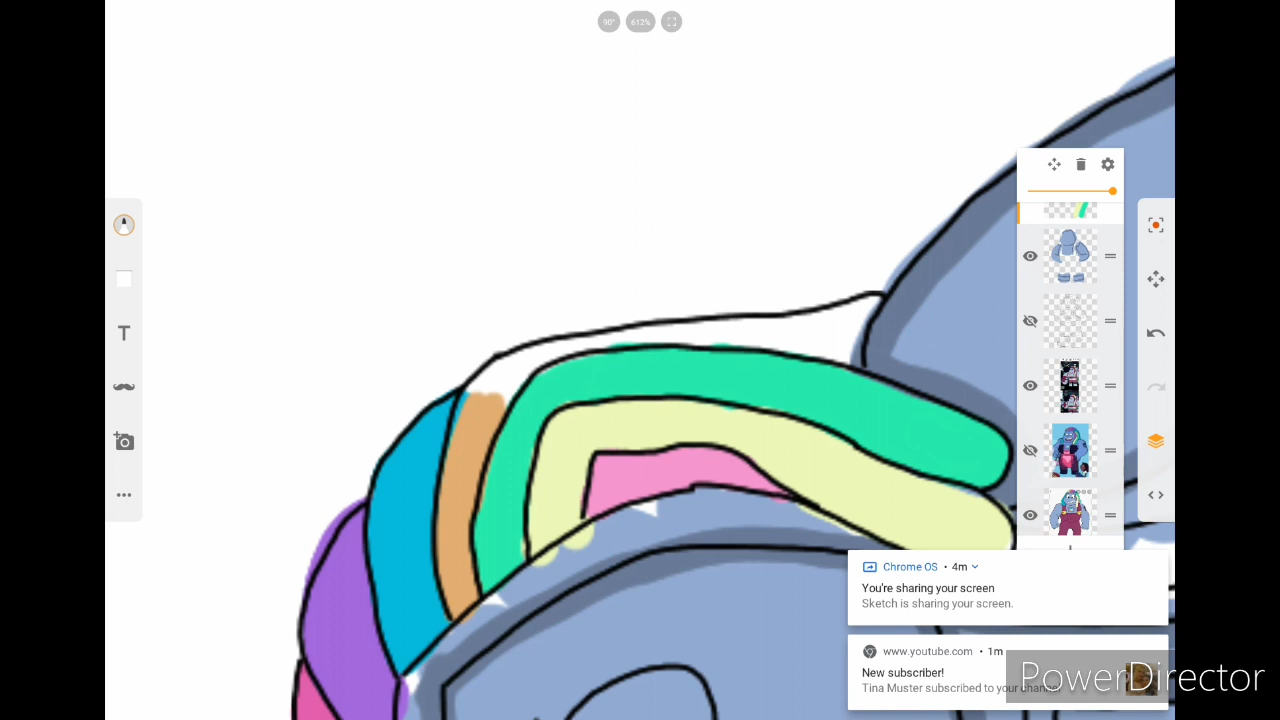 90° 612%
T
Chrome OS • 4m
You're sharing your screen
Sketch is sharing your screen.
www.youtube.com • 1m
New subscriber!
Tina Muster subscribed to your channel
PowerDirector